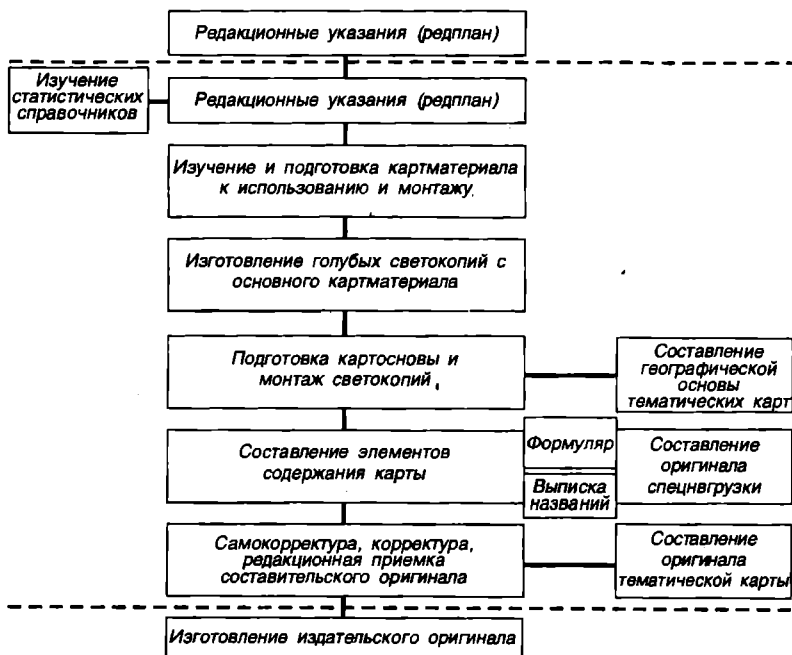 Редакционные указания (редплан)
Изучение
статистических
справочников
Редакционные указания (редплан)
Изучение и подготовка картматериала
к использованию и монтажу
Изготовление голубых светокопий с
основного картматериала
Подготовка картосновы и
монтаж светокопий
Составление
географической
основы
тематических карт
Составление элементов
содержания карты
Формуляр
Выписка
названий
Составление
оригинала
спецнвгрузки
Самокорректура, корректура,
редакционная приемка
составительского оригинала
Составление
оригинала
тематической карты
Изготовление издательского оригинала